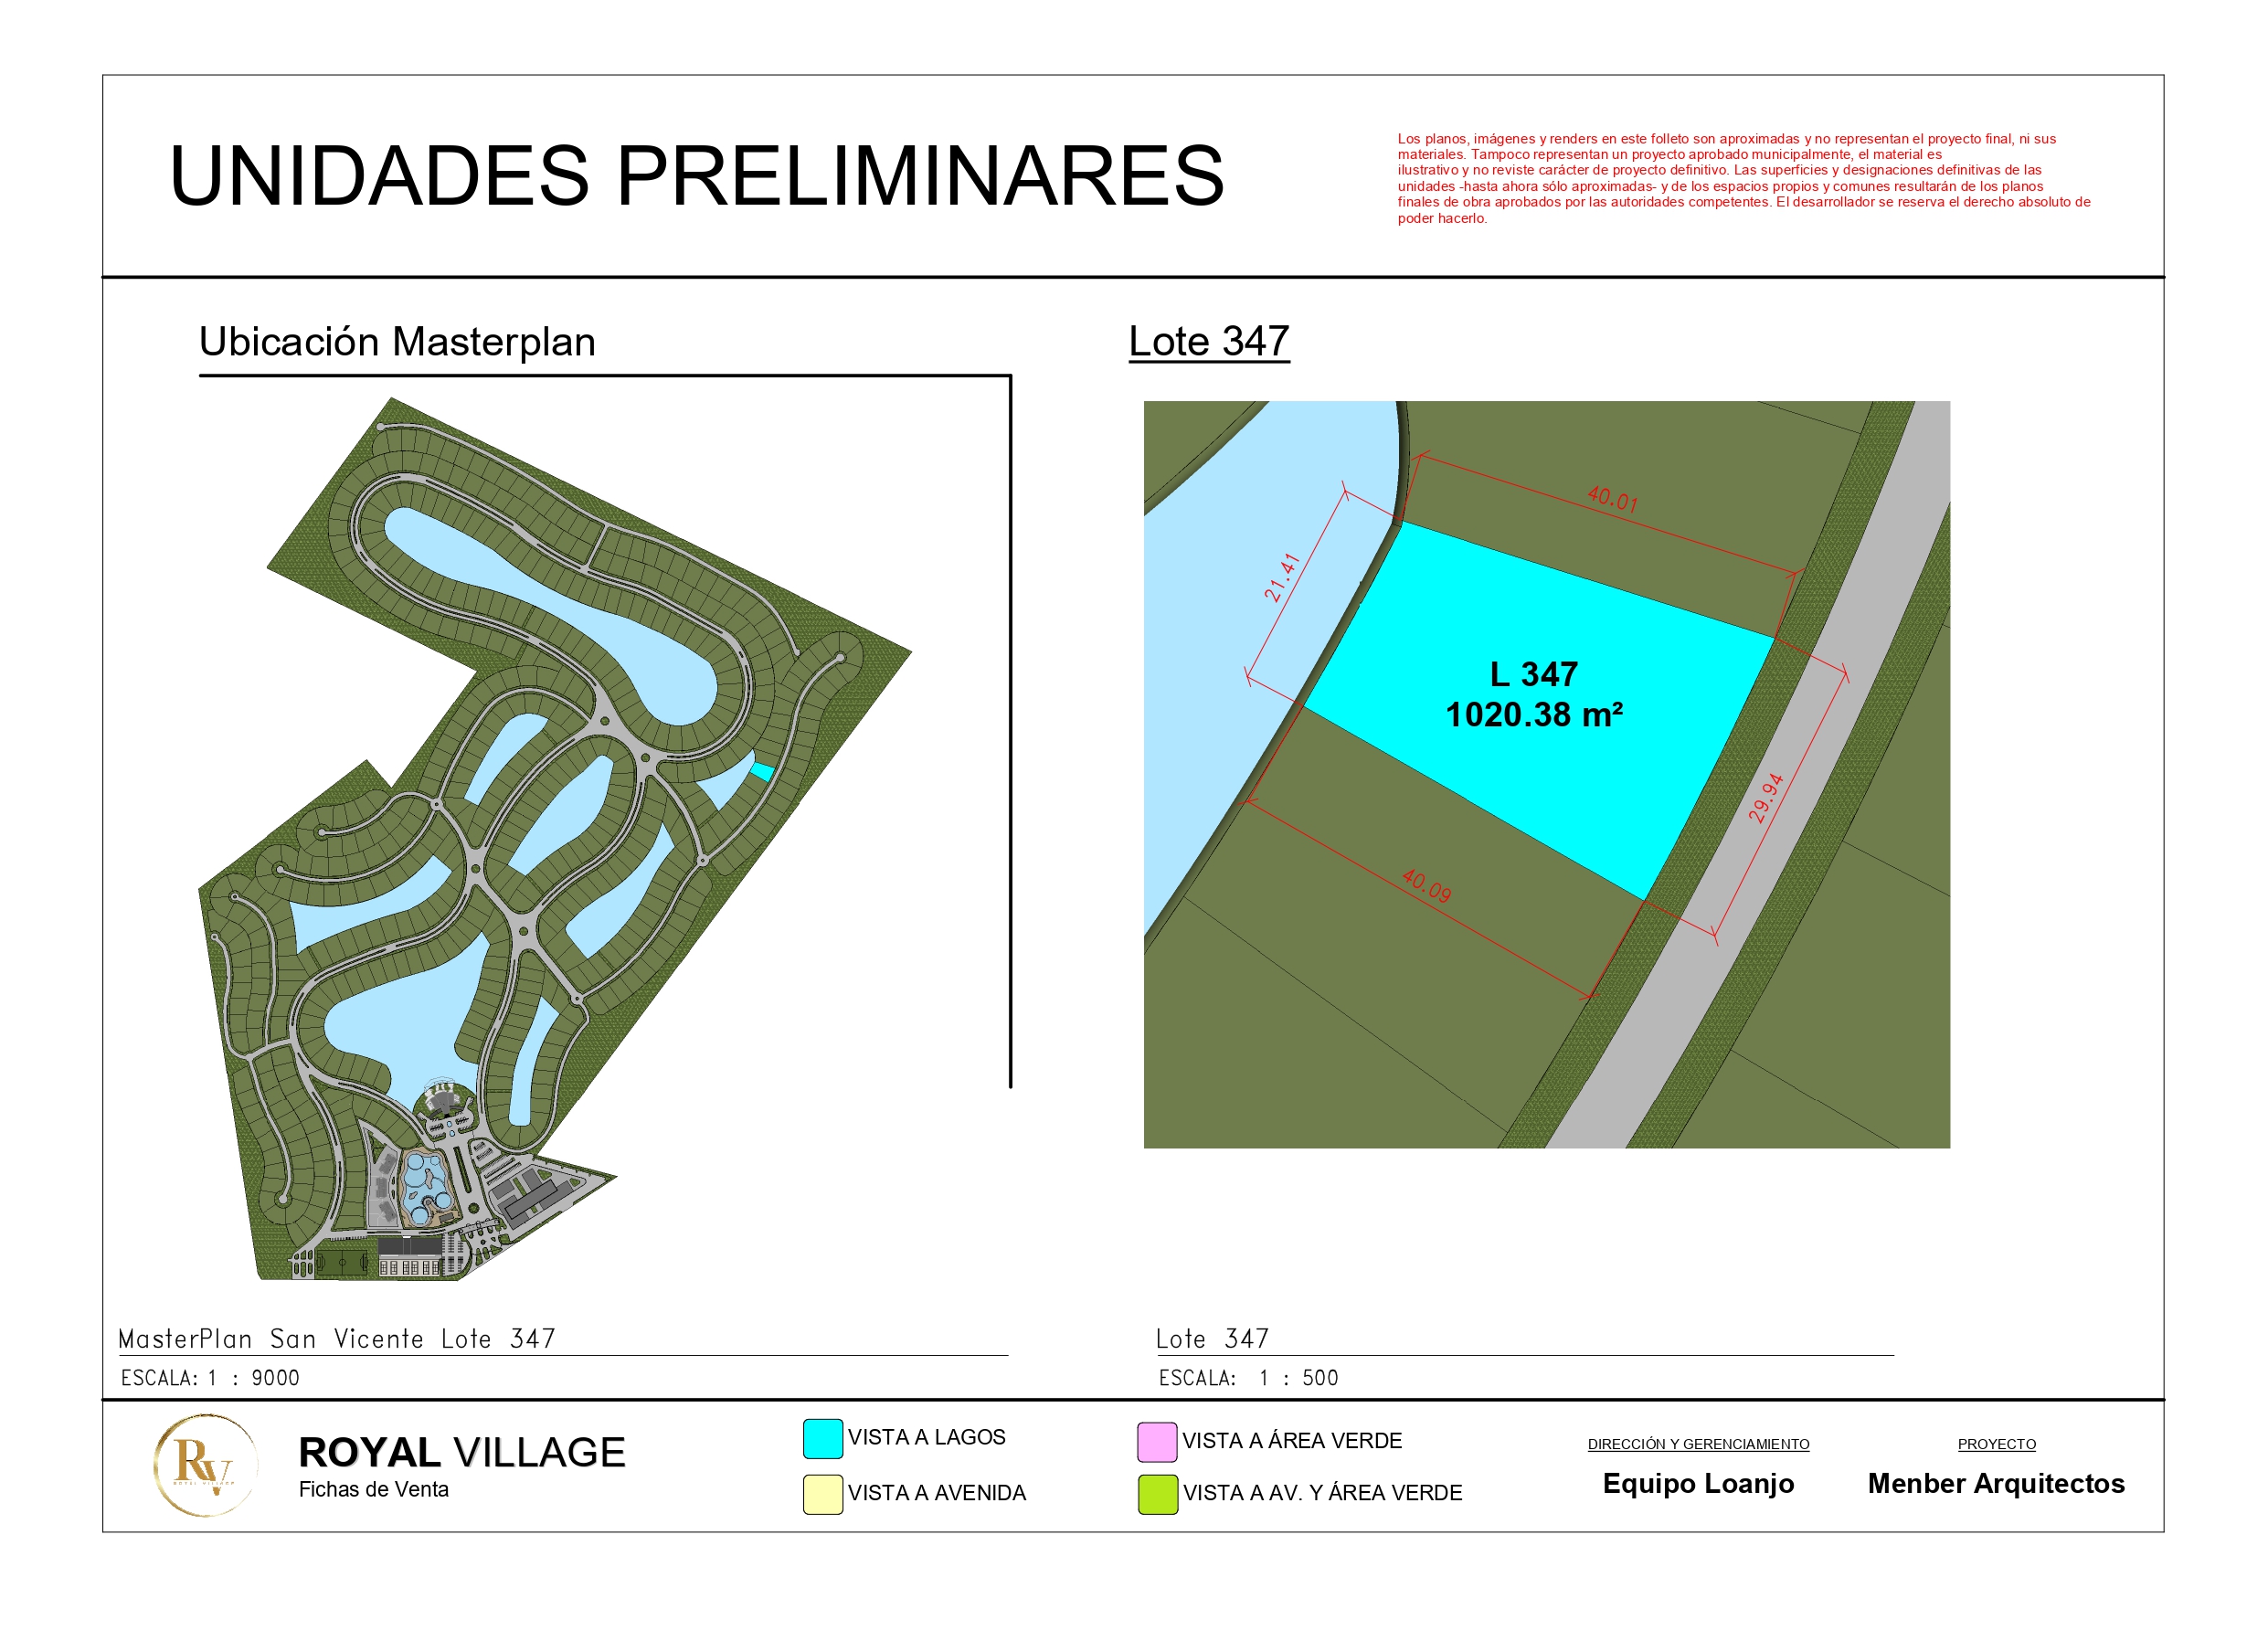 UNIDADES PRELIMINARES
Los planos, imágenes y renders en este folleto son aproximadas y no representan el proyecto final, ni sus
materiales. Tampoco representan un proyecto aprobado municipalmente, el material es
ilustrativo y no reviste carácter de proyecto definitivo. Las superficies y designaciones definitivas de las
unidades -hasta ahora sólo aproximadas- y de los espacios propios y comunes resultarán de los planos
finales de obra aprobados por las autoridades competentes. El desarrollador se reserva el derecho absoluto de
poder hacerlo.
Ubicación Masterplan
Lote 347
40.01
21.41
L 347
1020.38 m²
29.94
40.09
MasterPlan San Vicente Lote 347
ESCALA: 1 : 9000
Lote 347
ESCALA: 1 : 500
RV
ROYAL VILLAGE
ROYAL VILLAGE
Fichas de Venta
VISTA A LAGOS
VISTA A AVENIDA
VISTA A ÁREA VERDE
VISTA A AV. Y ÁREA VERDE
DIRECCIÓN Y GERENCIAMIENTO
Equipo Loanjo
PROYECTO
Menber Arquitectos